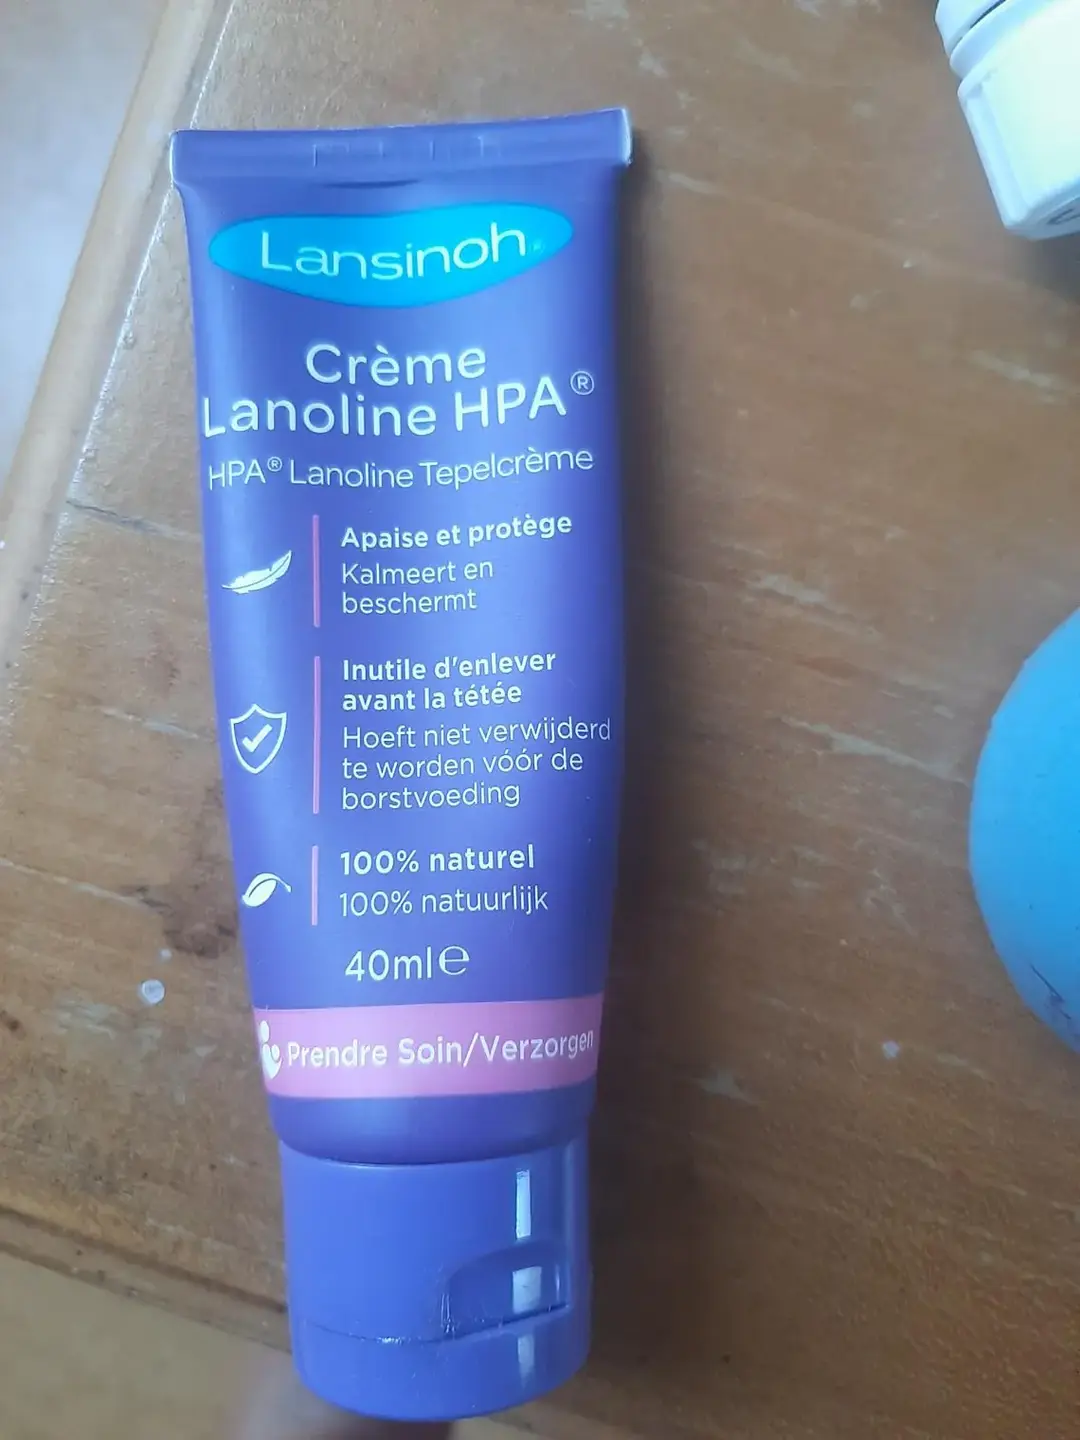 Lansinoh®
Crème
Lanoline HPA®
HPA® Lanoline Tepelcrème
Apaise et protège
Kalmeert en
beschermt
Inutile d'enlever
avant la tétée
Hoeft niet verwijderd
te worden vóór de
borstvoeding
100% naturel
100% natuurlijk
40ml℮
Prendre Soin/Verzorgen